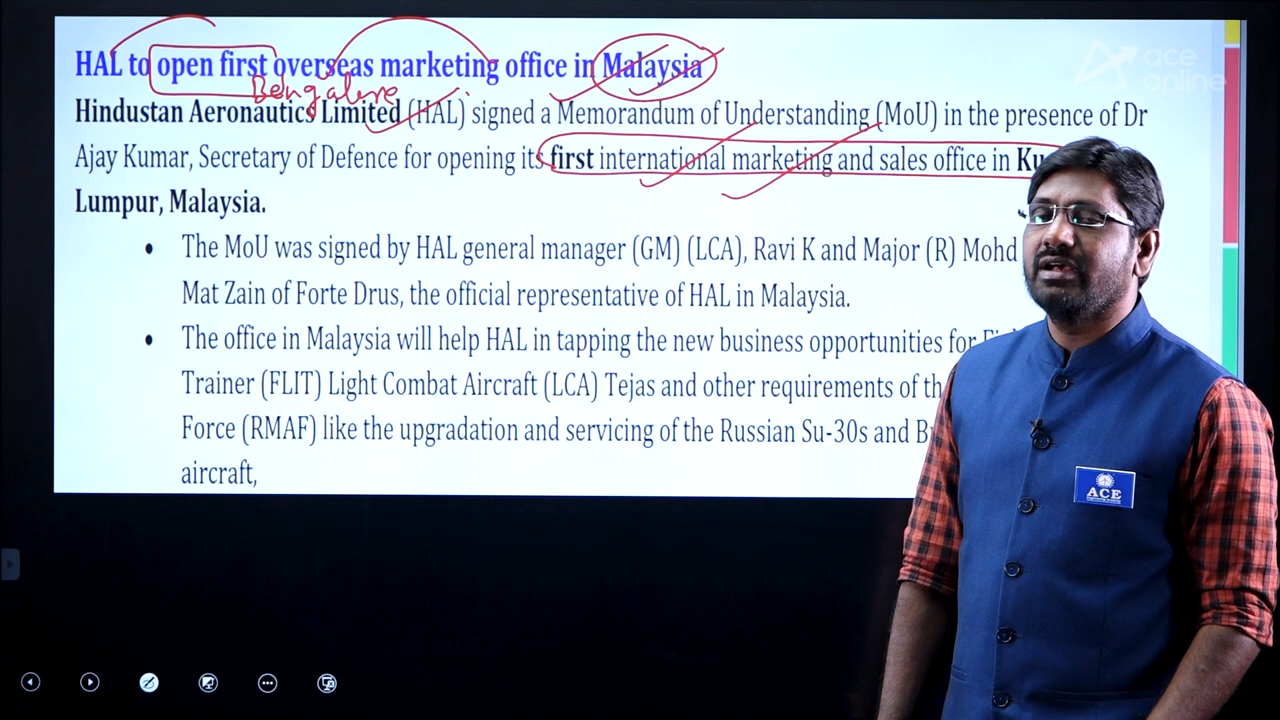 HAL to open first overseas marketing office in Malaysia
Bengalore
Hindustan Aeronautics Limited (HAL) signed a Memorandum of Understanding (MoU) in the presence of Dr
Ajay Kumar, Secretary of Defence for opening its first international marketing and sales office in Ku
Lumpur, Malaysia.
• The MoU was signed by HAL general manager (GM) (LCA), Ravi K and Major (R) Mohd
Mat Zain of Forte Drus, the official representative of HAL in Malaysia.
• The office in Malaysia will help HAL in tapping the new business opportunities for
Trainer (FLIT) Light Combat Aircraft (LCA) Tejas and other requirements of
Force (RMAF) like the upgradation and servicing of the Russian Su-30s and
aircraft,
ace
online
ACE